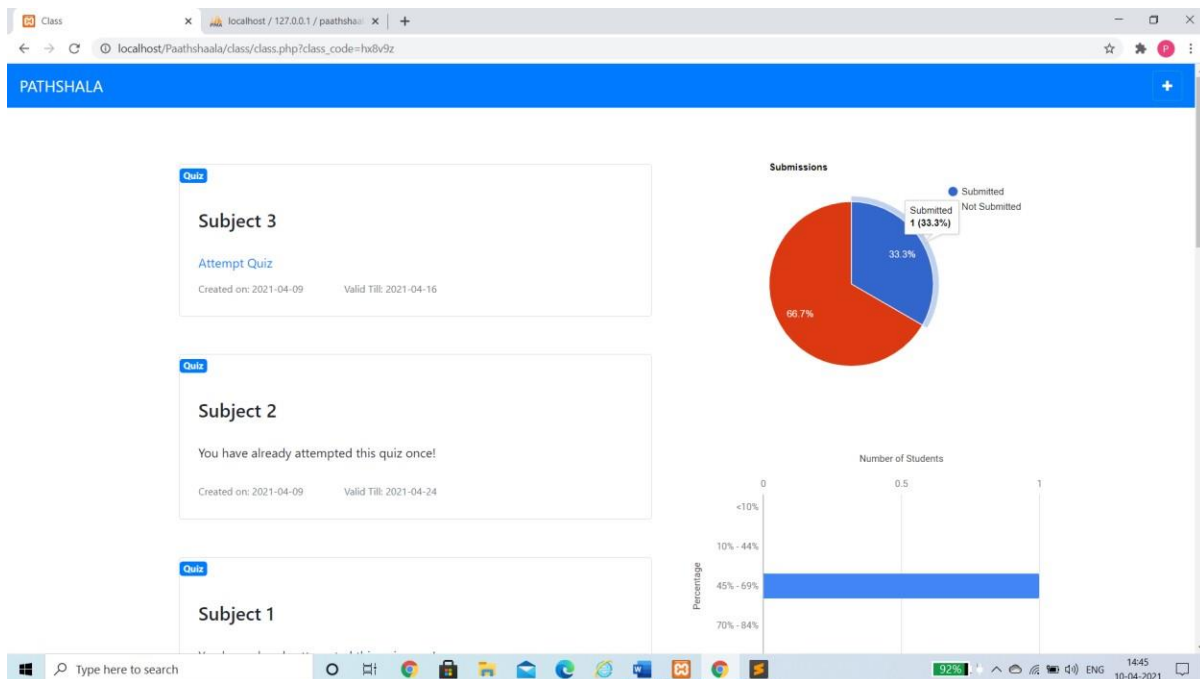 Class
localhost / 127.0.0.1 / paathshaal
localhost/Paathshaala/class/class.php?class_code=hx8v9z
P
PATHSHALA
Quiz
Subject 3
Attempt Quiz
Created on: 2021-04-09 Valid Till: 2021-04-16
Quiz
Subject 2
You have already attempted this quiz once!
Created on: 2021-04-09 Valid Till: 2021-04-24
Quiz
Subject 1
Submissions
Submitted
Not Submitted
Submitted
1 (33.3%)
33.3%
66.7%
Number of Students
0 0.5 1
<10%
10% - 44%
45% - 69%
70% - 84%
Percentage
Type here to search
92%
ENG
14:45
10-04-2021